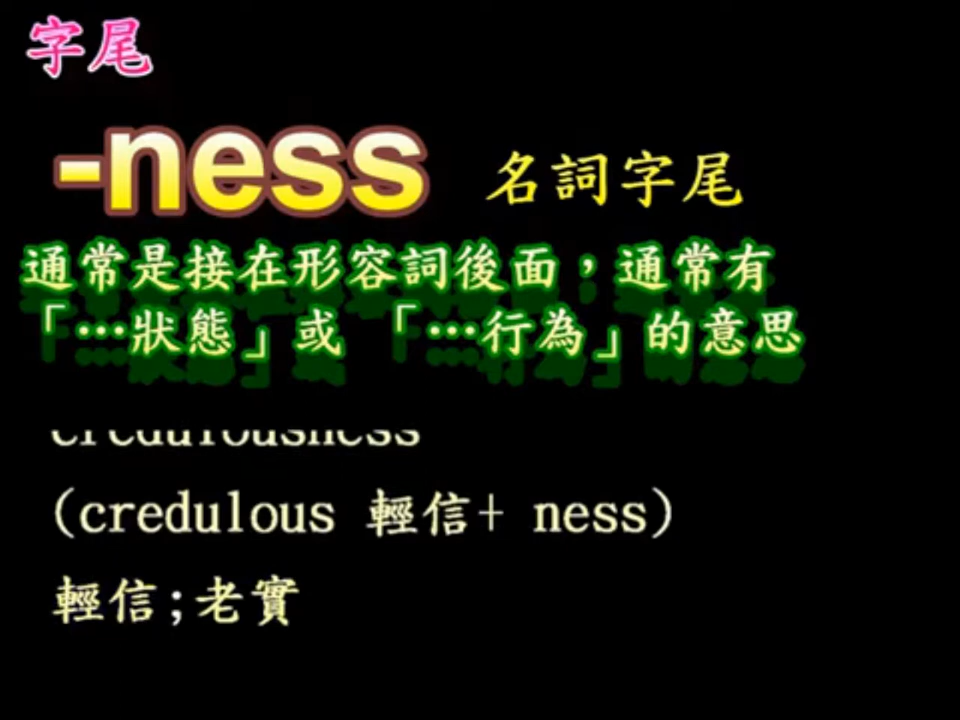 字尾
-ness 名詞字尾
通常是接在形容詞後面，通常有
「…狀態」或 「…行為」的意思
credulousness
(credulous 輕信+ ness)
輕信;老實